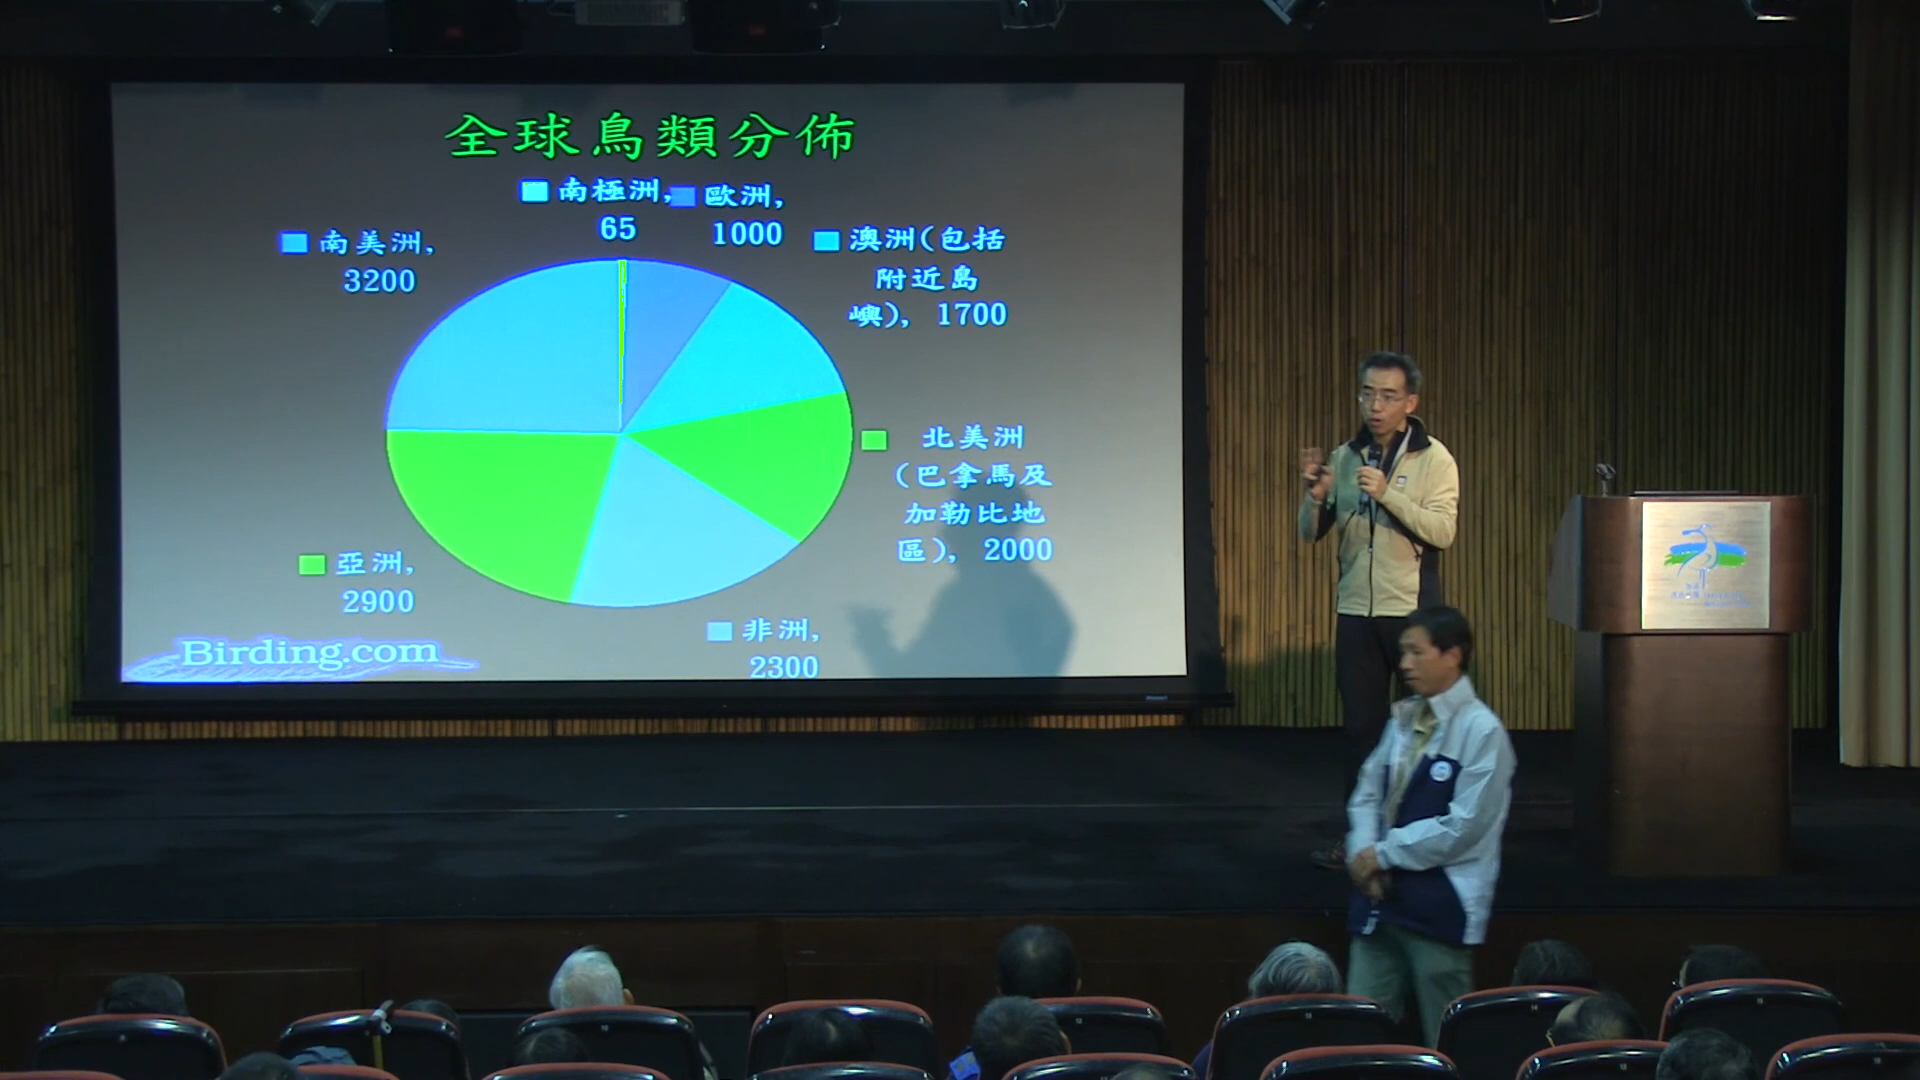 全球鳥類分佈
南極洲,
65
歐洲,
1000
澳洲(包括
附近島
嶼), 1700
南美洲,
3200
北美洲
(巴拿馬及
加勒比地
區), 2000
亞洲,
2900
非洲,
2300
Birding.com